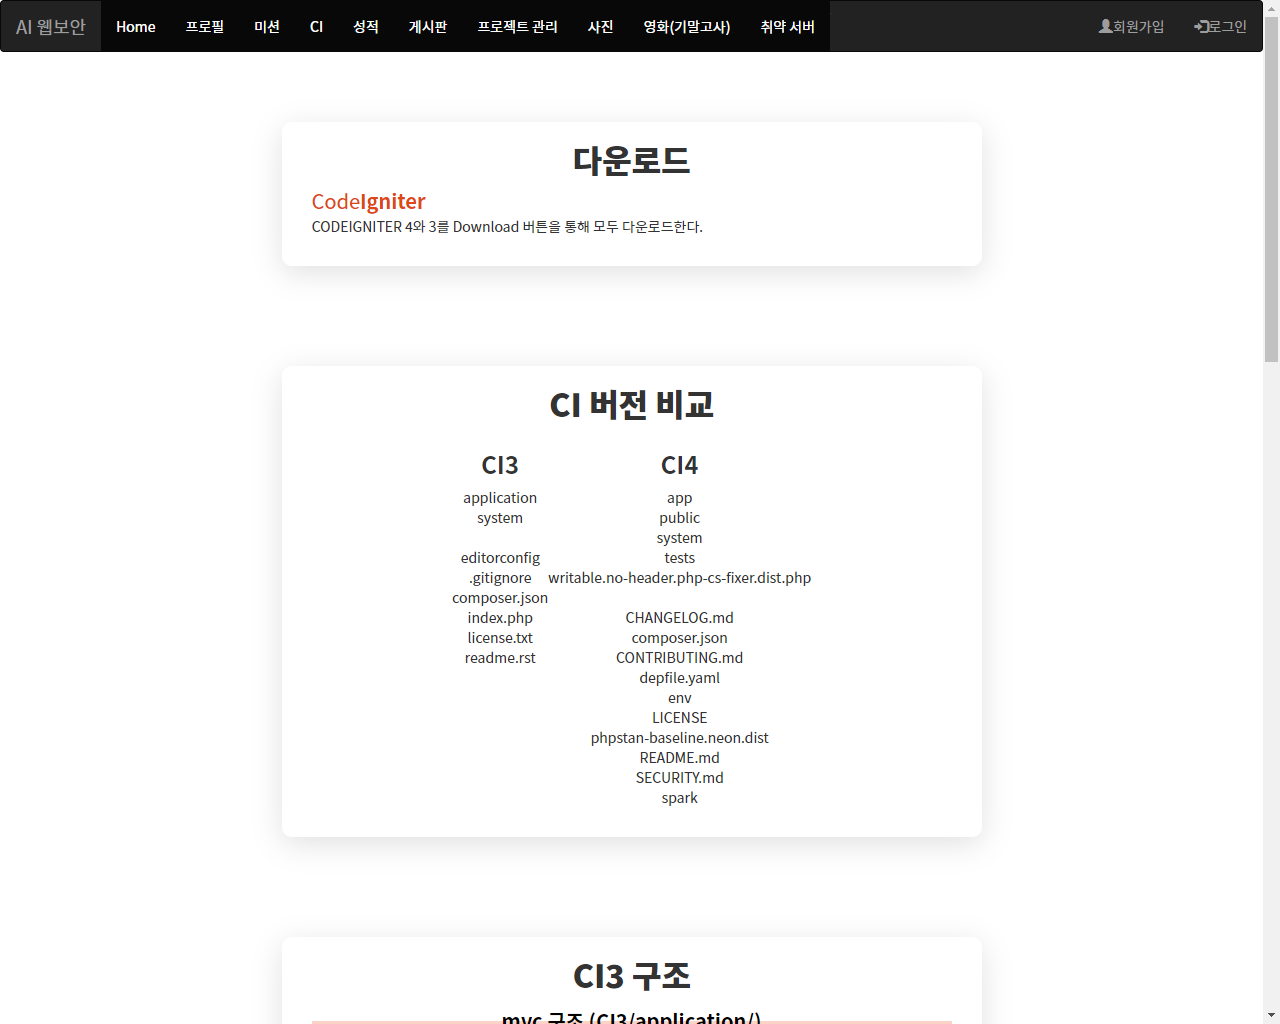 AI 웹보안 Home 프로필 미션 CI 성적 게시판 프로젝트 관리 사진 영화(기말고사) 취약 서버 회원가입 로그인
다운로드
CodeIgniter
CODEIGNITER 4와 3를 Download 버튼을 통해 모두 다운로드한다.
CI 버전 비교
CI3
application
system
editorconfig
.gitignore
composer.json
index.php
license.txt
readme.rst
CI4
app
public
system
tests
writable.no-header.php-cs-fixer.dist.php
CHANGELOG.md
composer.json
CONTRIBUTING.md
depfile.yaml
env
LICENSE
phpstan-baseline.neon.dist
README.md
SECURITY.md
spark
CI3 구조
mvc 구조 (CI3/application/)